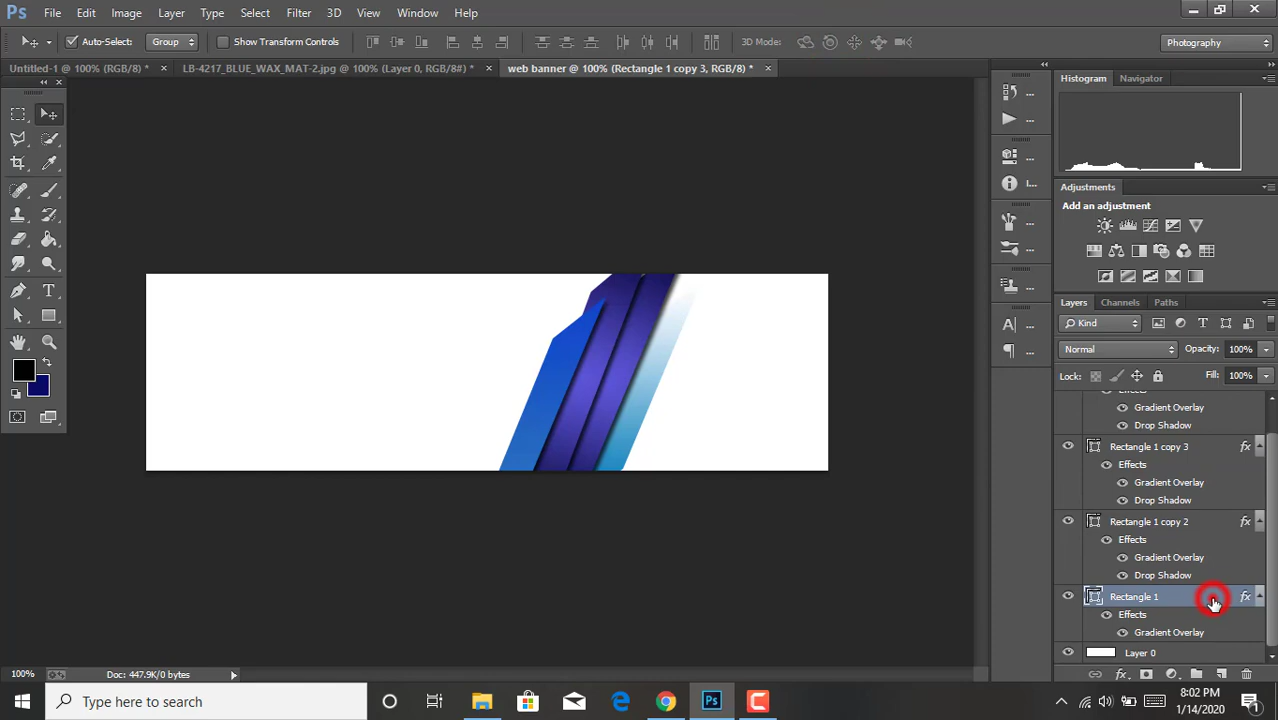 Ps File Edit Image Layer Type Select Filter 3D View Window Help
Auto-Select: Group Show Transform Controls 3D Mode: Photography
Untitled-1 @ 100% (RGB/8) * × LB-4217_BLUE_WAX_MAT-2.jpg @ 100% (Layer 0, RGB/8#) * × web banner @ 100% (Rectangle 1 copy 3, RGB/8) * ×
Histogram Navigator
Adjustments
Add an adjustment
Layers Channels Paths
Kind
Normal Opacity: 100%
Lock: Fill: 100%
Effects
Gradient Overlay
Drop Shadow
Rectangle 1 copy 3 fx
Effects
Gradient Overlay
Drop Shadow
Rectangle 1 copy 2 fx
Effects
Gradient Overlay
Drop Shadow
Rectangle 1 fx
Effects
Gradient Overlay
Layer 0
100% Doc: 447.9K/0 bytes
Type here to search
Ps
8:02 PM
1/14/2020